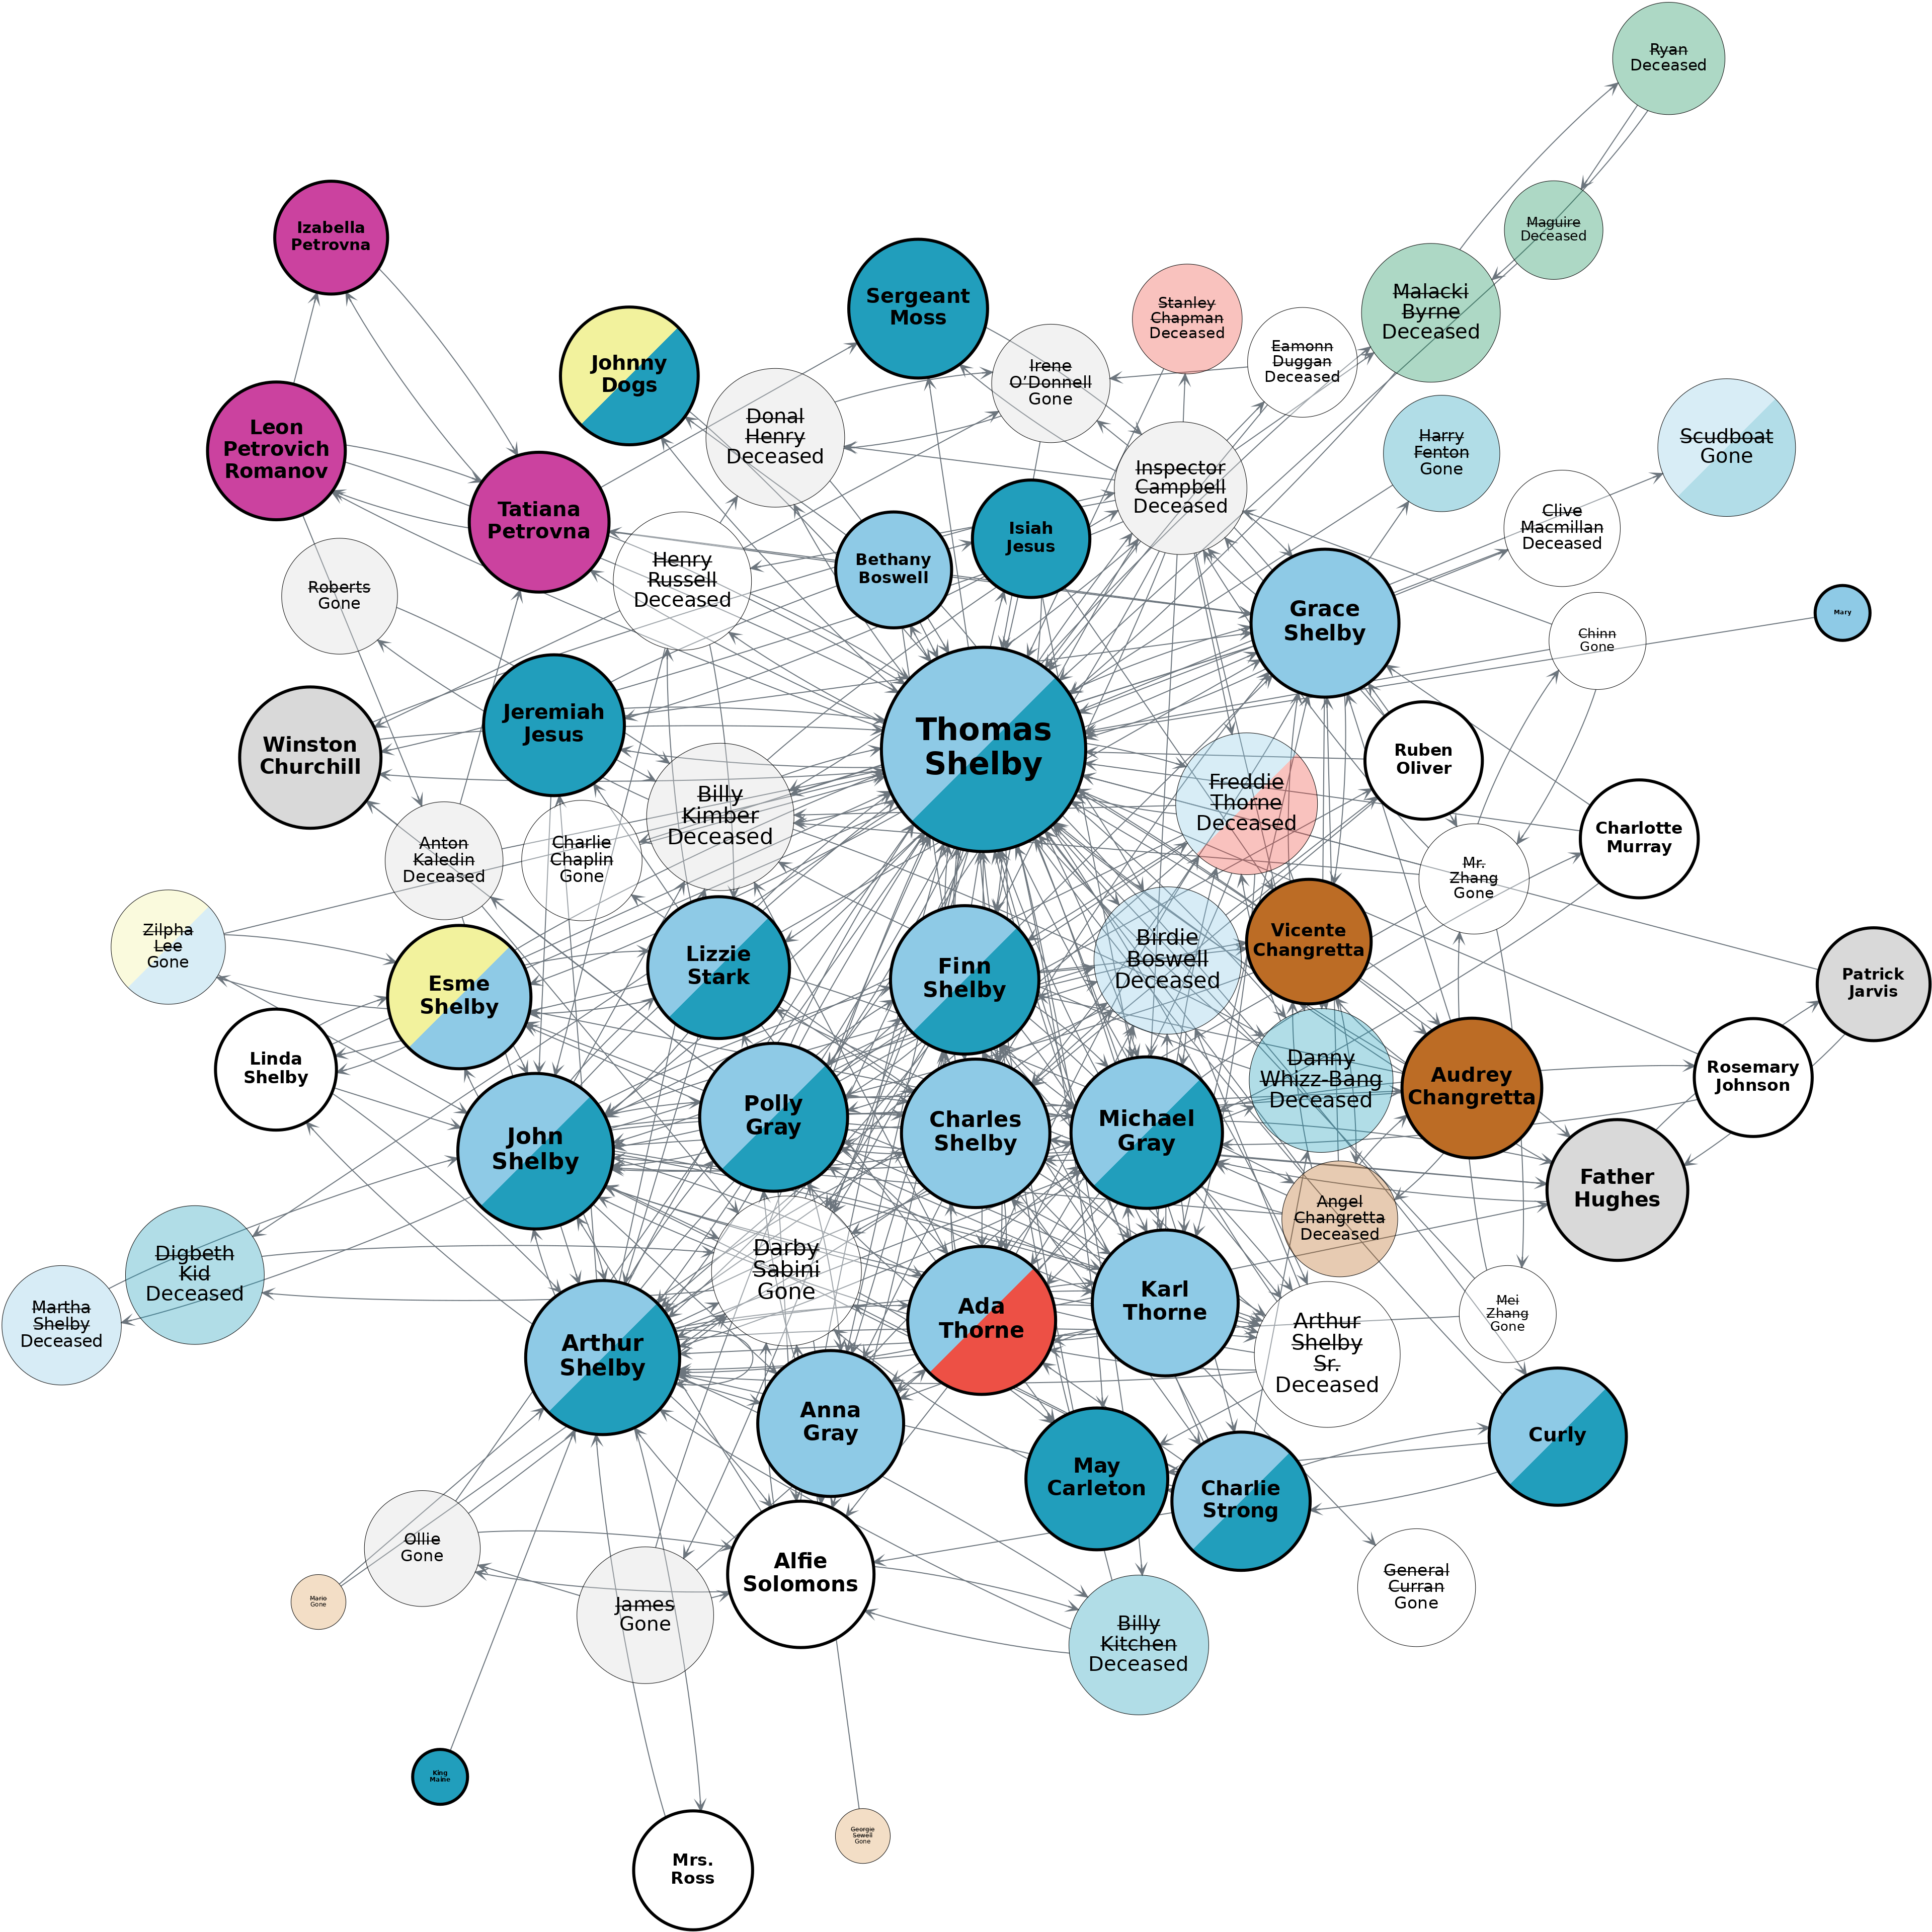 Ryan
Deceased
Maguire
Deceased
Izabella
Petrovna
Sergeant
Moss
Stanley
Chapman
Deceased
Malacki
Byrne
Deceased
Eamonn
Duggan
Deceased
Johnny
Dogs
Irene
O'Donnell
Gone
Donal
Henry
Deceased
Leon
Petrovich
Romanov
Harry
Fenton
Gone
Scudboat
Gone
Inspector
Campbell
Deceased
Tatiana
Petrovna
Clive
Macmillan
Deceased
Isiah
Jesus
Bethany
Boswell
Henry
Russell
Deceased
Roberts
Gone
Grace
Shelby
Mary
Chinn
Gone
Jeremiah
Jesus
Thomas
Shelby
Winston
Churchill
Ruben
Oliver
Freddie
Thorne
Deceased
Billy
Kimber
Deceased
Charlotte
Murray
Anton
Kaledin
Deceased
Charlie
Chaplin
Gone
Mr.
Zhang
Gone
Zilpha
Lee
Gone
Vicente
Changretta
Birdie
Boswell
Deceased
Lizzie
Stark
Finn
Shelby
Esme
Shelby
Patrick
Jarvis
Linda
Shelby
Rosemary
Johnson
Danny
Whizz-Bang
Deceased
Audrey
Changretta
Polly
Gray
Charles
Shelby
Michael
Gray
John
Shelby
Father
Hughes
Angel
Changretta
Deceased
Digbeth
Kid
Deceased
Darby
Sabini
Gone
Karl
Thorne
Ada
Thorne
Mei
Zhang
Gone
Martha
Shelby
Deceased
Arthur
Shelby
Arthur
Shelby
Sr.
Deceased
Anna
Gray
Curly
May
Carleton
Charlie
Strong
Ollie
Gone
Alfie
Solomons
General
Curran
Gone
Mario
Gone
James
Gone
Billy
Kitchen
Deceased
King
Maine
Georgie
Sewell
Gone
Mrs.
Ross